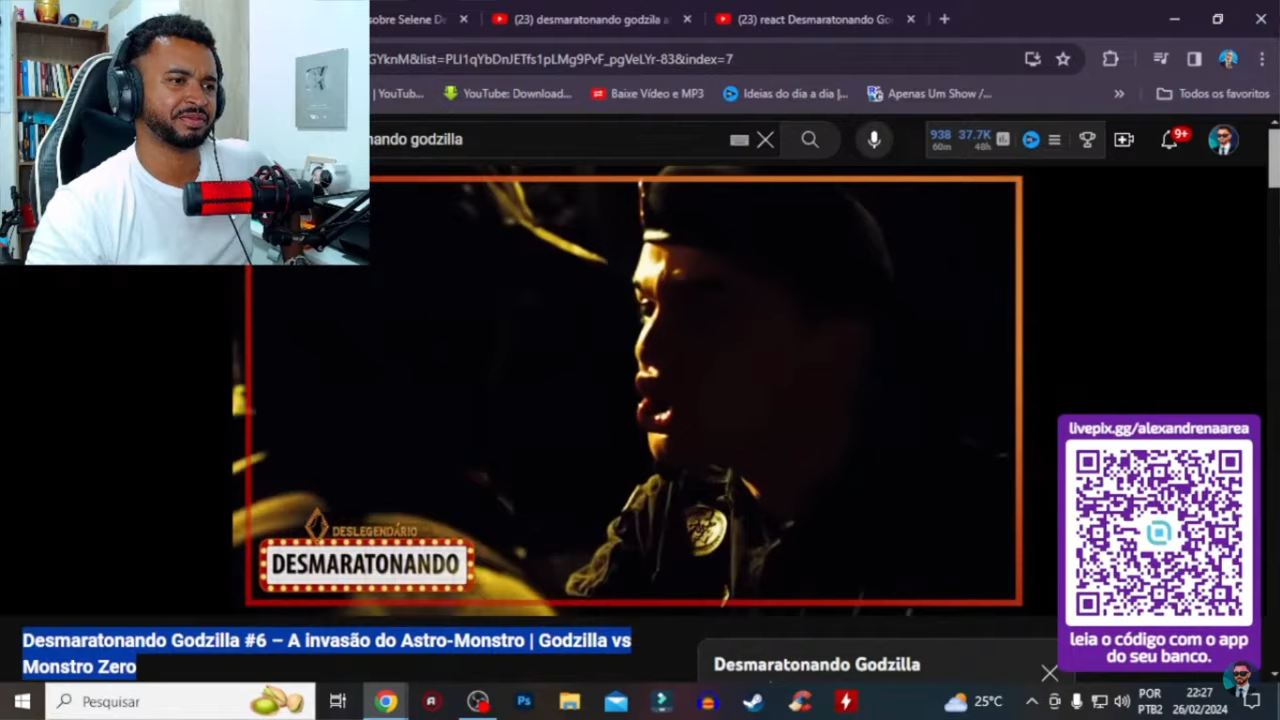 sobre Selene De
(23) desmaratonando godzila a
(23) react Desmaratonando Go
GYknM&list=PLI1qYbDnJETfs1pLMg9PvF_pgVeLYr-83&index=7
| YouTub...
YouTube: Download...
Baixe Vídeo e MP3
Ideias do dia a dia |...
Apenas Um Show /...
»
Todos os favoritos
nando godzilla
938 37.7K
60m 48h
9+
DESLEGENDÁRIO
DESMARATONANDO
livepix.gg/alexandrenaarea
leia o código com o app
do seu banco.
Desmaratonando Godzilla #6 – A invasão do Astro-Monstro | Godzilla vs
Monstro Zero
Desmaratonando Godzilla
Pesquisar
Ps
25°C
POR
PTB2
22:27
26/02/2024